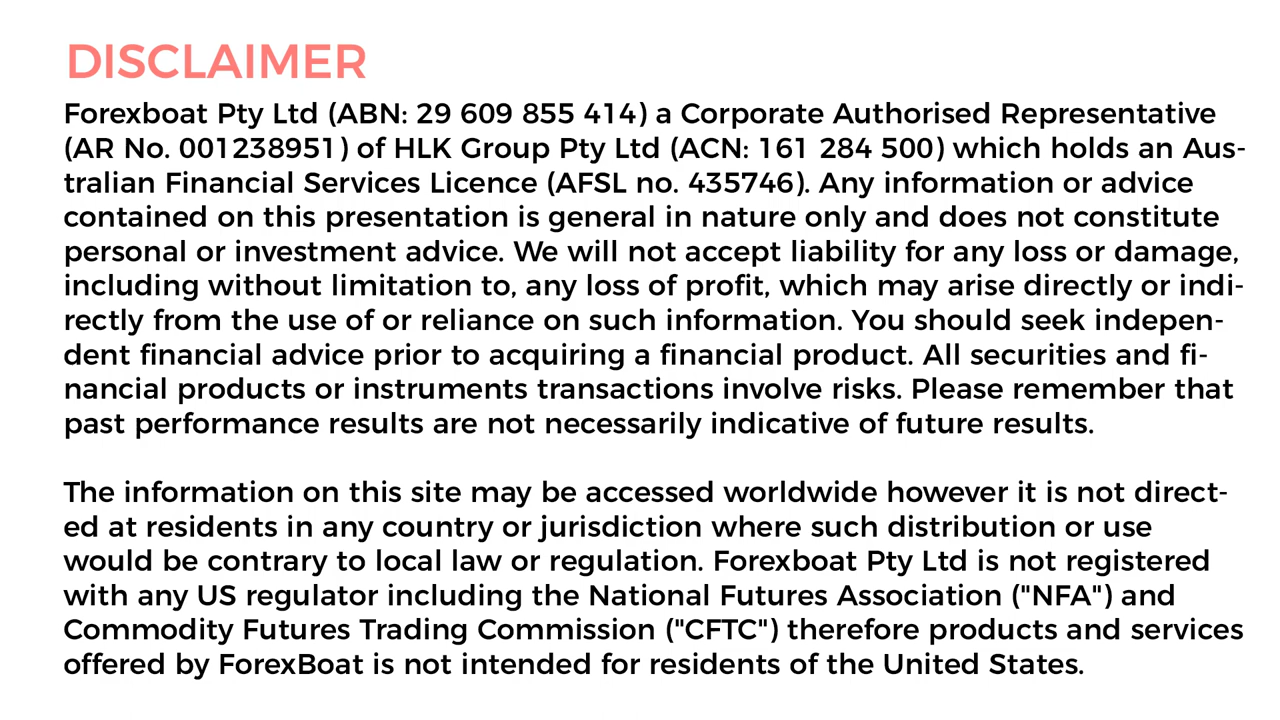 DISCLAIMER
Forexboat Pty Ltd (ABN: 29 609 855 414) a Corporate Authorised Representative
(AR No. 001238951) of HLK Group Pty Ltd (ACN: 161 284 500) which holds an Aus-
tralian Financial Services Licence (AFSL no. 435746). Any information or advice
contained on this presentation is general in nature only and does not constitute
personal or investment advice. We will not accept liability for any loss or damage,
including without limitation to, any loss of profit, which may arise directly or indi-
rectly from the use of or reliance on such information. You should seek indepen-
dent financial advice prior to acquiring a financial product. All securities and fi-
nancial products or instruments transactions involve risks. Please remember that
past performance results are not necessarily indicative of future results.
The information on this site may be accessed worldwide however it is not direct-
ed at residents in any country or jurisdiction where such distribution or use
would be contrary to local law or regulation. Forexboat Pty Ltd is not registered
with any US regulator including the National Futures Association ("NFA") and
Commodity Futures Trading Commission ("CFTC") therefore products and services
offered by ForexBoat is not intended for residents of the United States.